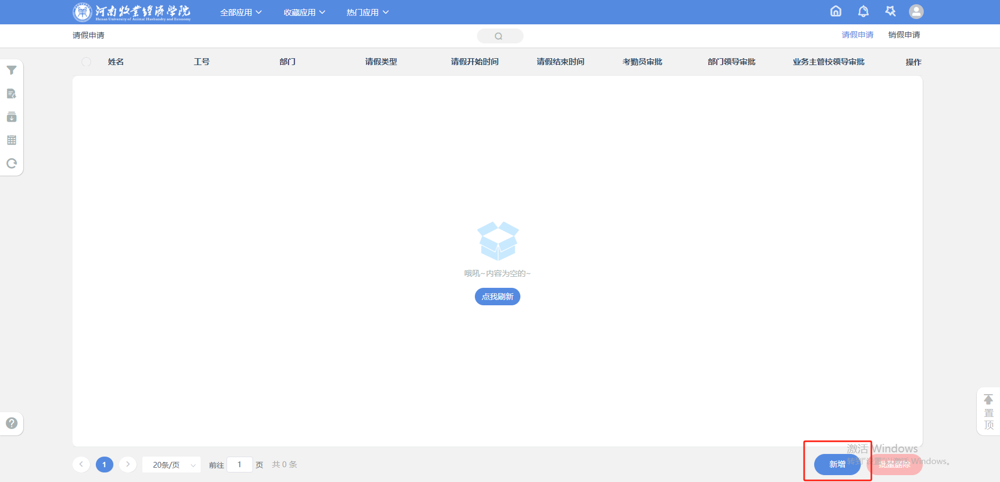 河南牧业经济学院
Henan University of Animal Husbandry and Economy
全部应用 收藏应用 热门应用
请假申请 请假申请 销假申请
姓名 工号 部门 请假类型 请假开始时间 请假结束时间 考勤员审批 部门领导审批 业务主管校领导审批 操作
哦吼~内容为空的~
点我刷新
置
顶
激活 Windows
转到"设置"以激活 Windows。
1 20条/页 前往 1 页 共 0 条 新增 批量删除